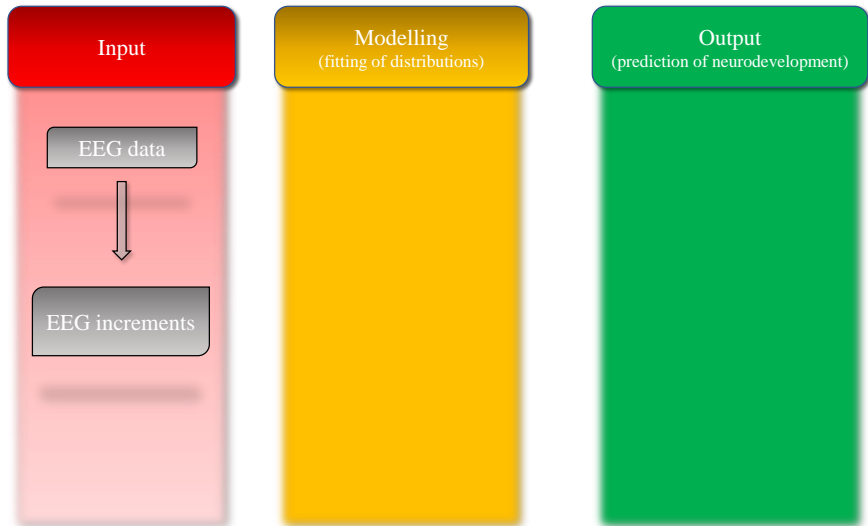 Input
Modelling
(fitting of distributions)
Output
(prediction of neurodevelopment)
EEG data
EEG increments